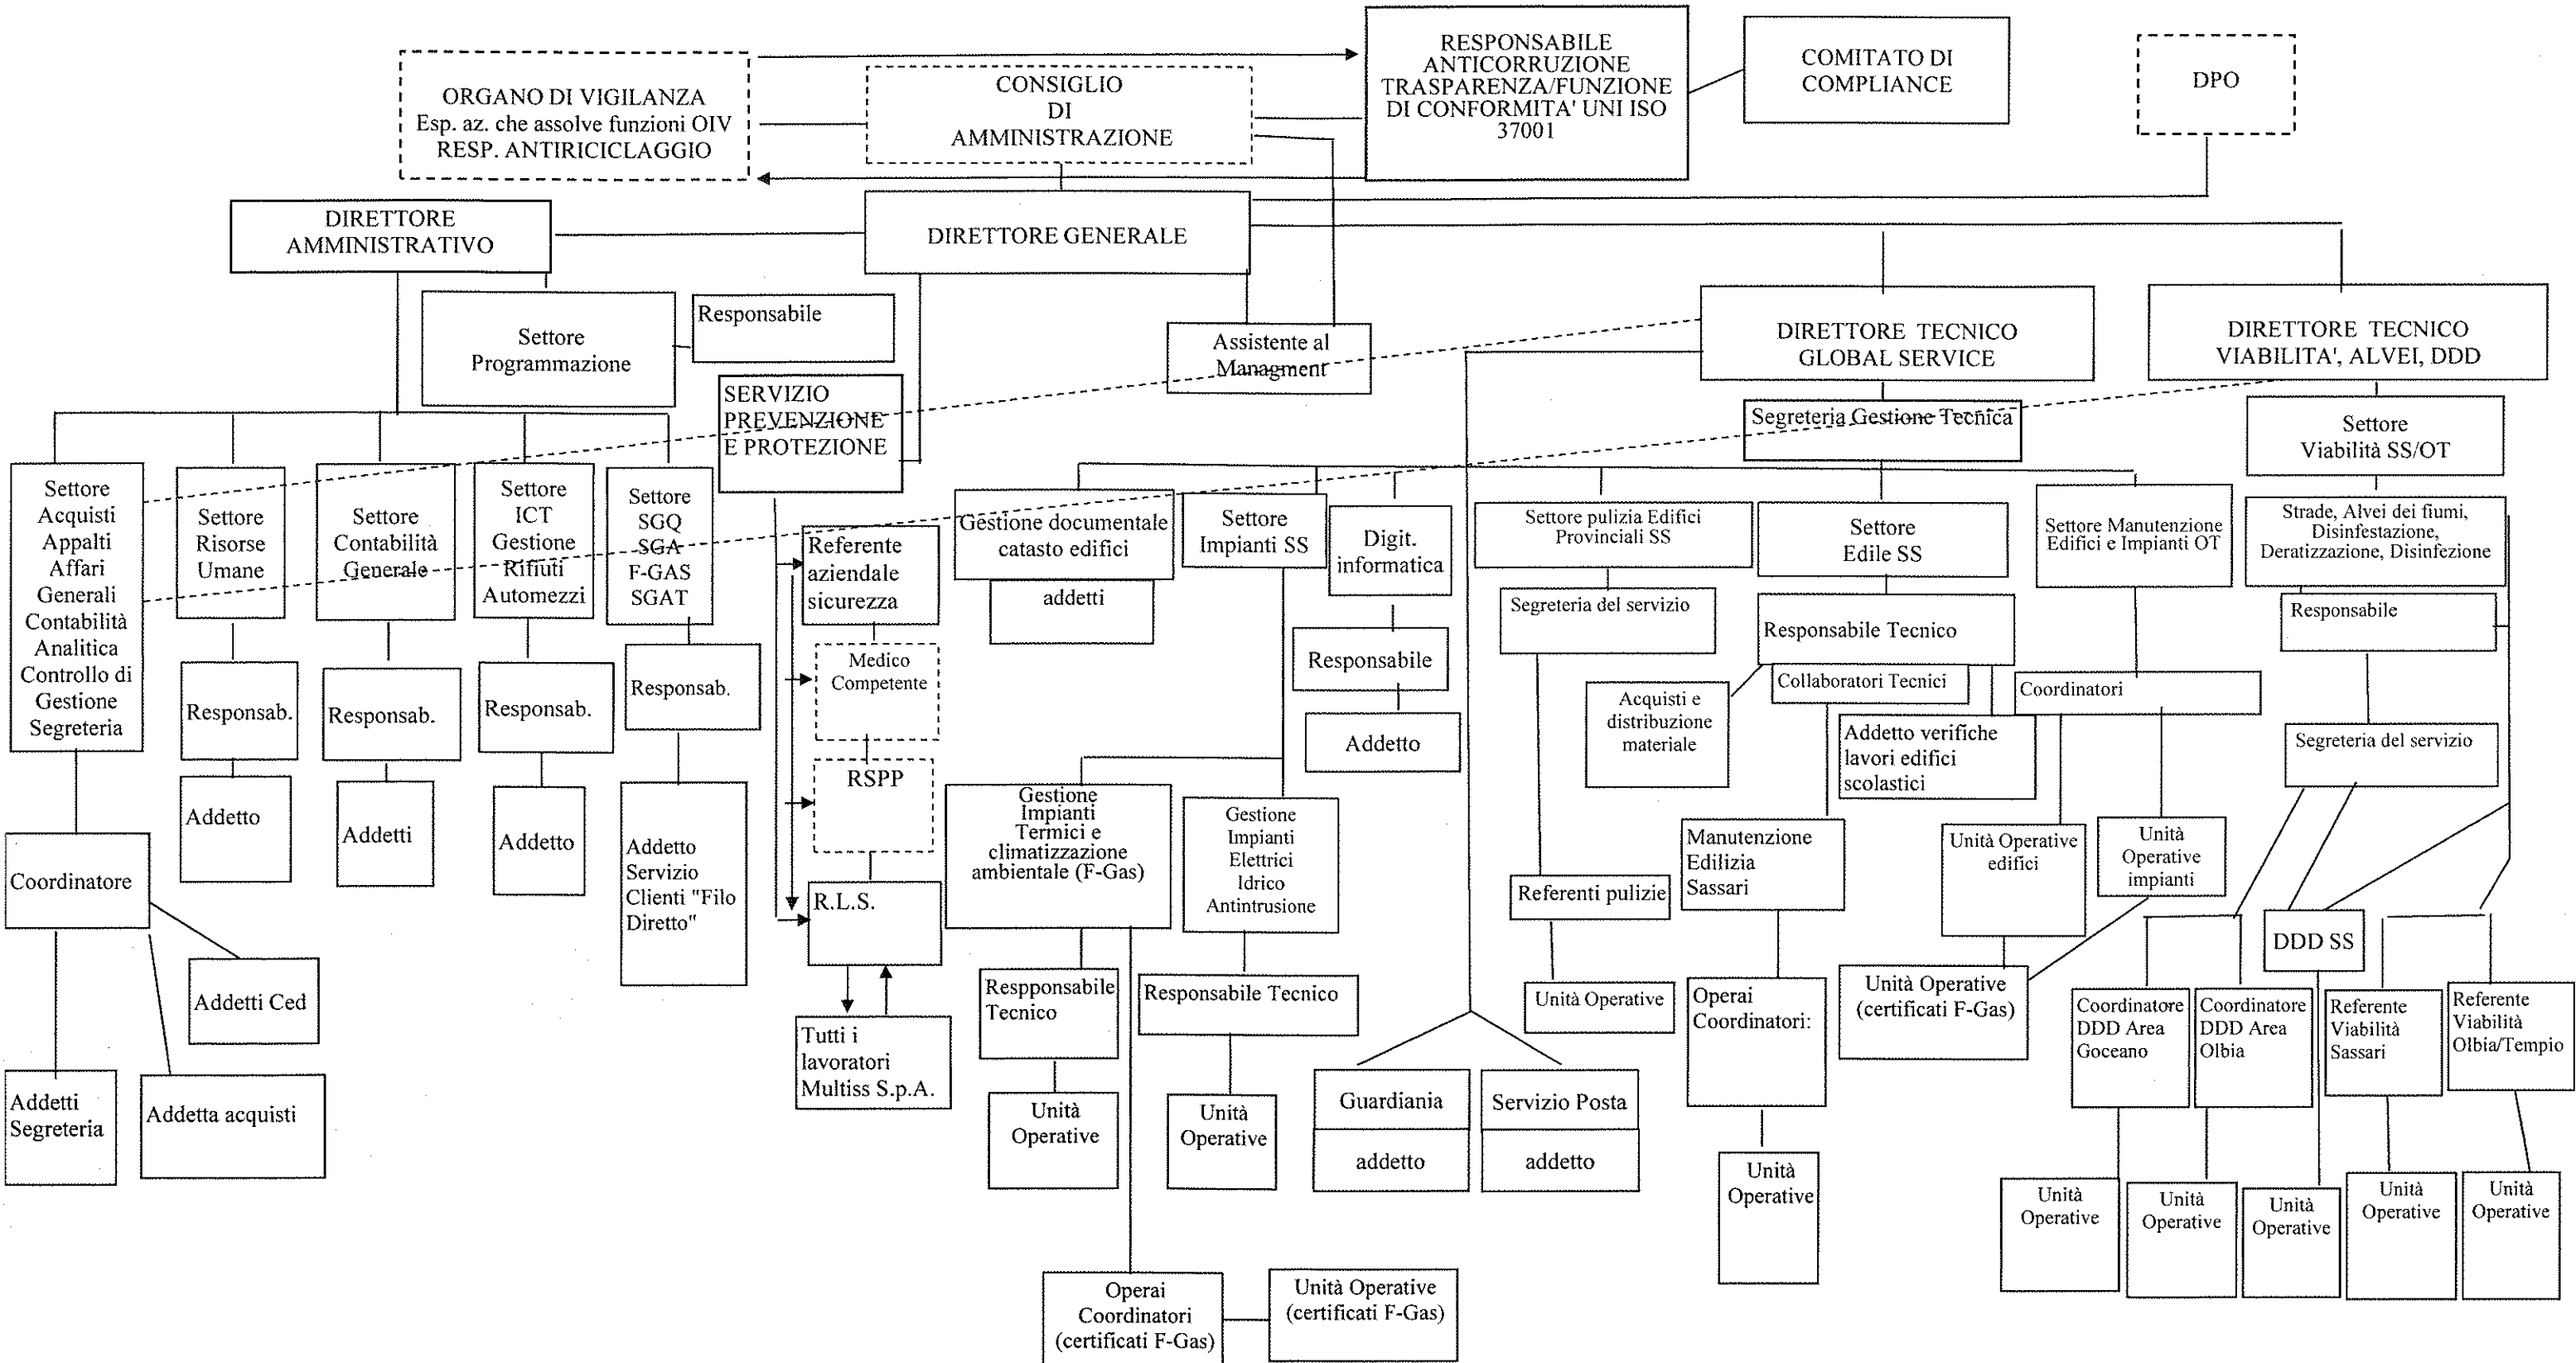 ORGANO DI VIGILANZA
Esp. az. che assolve funzioni OIV
RESP. ANTIRICICLAGGIO
CONSIGLIO
DI
AMMINISTRAZIONE
RESPONSABILE
ANTICORRUZIONE
TRASPARENZA/FUNZIONE
DI CONFORMITA' UNI ISO
37001
COMITATO DI
COMPLIANCE
DPO
DIRETTORE
AMMINISTRATIVO
DIRETTORE GENERALE
Settore
Programmazione
Responsabile
SERVIZIO
PREVENZIONE
E PROTEZIONE
Assistente al
Managment
DIRETTORE TECNICO
GLOBAL SERVICE
DIRETTORE TECNICO
VIABILITA', ALVEI, DDD
Segreteria Gestione Tecnica
Settore
Viabilità SS/OT
Settore
Acquisti
Appalti
Affari
Generali
Contabilità
Analitica
Controllo di
Gestione
Segreteria
Settore
Risorse
Umane
Settore
Contabilità
Generale
Settore
ICT
Gestione
Rifiuti
Automezzi
Settore
SGQ
SGA
F-GAS
SGAT
Referente
aziendale
sicurezza
Gestione documentale
catasto edifici
addetti
Settore
Impianti SS
Digit.
informatica
Settore pulizia Edifici
Provinciali SS
Settore
Edile SS
Settore Manutenzione
Edifici e Impianti OT
Strade, Alvei dei fiumi,
Disinfestazione,
Deratizzazione, Disinfezione
Segreteria del servizio
Responsabile Tecnico
Responsabile
Responsab.
Responsab.
Responsab.
Responsab.
Medico
Competente
Responsabile
Acquisti e
distribuzione
materiale
Collaboratori Tecnici
Coordinatori
Addetto verifiche
lavori edifici
scolastici
Segreteria del servizio
Addetto
Addetti
Addetto
Addetto
Servizio
Clienti "Filo
Diretto"
RSPP
Addetto
Gestione
Impianti
Termici e
climatizzazione
ambientale (F-Gas)
Gestione
Impianti
Elettrici
Idrico
Antintrusione
Manutenzione
Edilizia
Sassari
Unità Operative
edifici
Unità
Operative
impianti
Coordinatore
R.L.S.
Referenti pulizie
DDD SS
Addetti Ced
Respponsabile
Tecnico
Responsabile Tecnico
Unità Operative
Operai
Coordinatori:
Unità Operative
(certificati F-Gas)
Coordinatore
DDD Area
Goceano
Coordinatore
DDD Area
Olbia
Referente
Viabilità
Sassari
Referente
Viabilità
Olbia/Tempio
Tutti i
lavoratori
Multiss S.p.A.
Addetti
Segreteria
Addetta acquisti
Unità
Operative
Unità
Operative
Guardiania
addetto
Servizio Posta
addetto
Unità
Operative
Unità
Operative
Unità
Operative
Unità
Operative
Unità
Operative
Unità
Operative
Operai
Coordinatori
(certificati F-Gas)
Unità Operative
(certificati F-Gas)